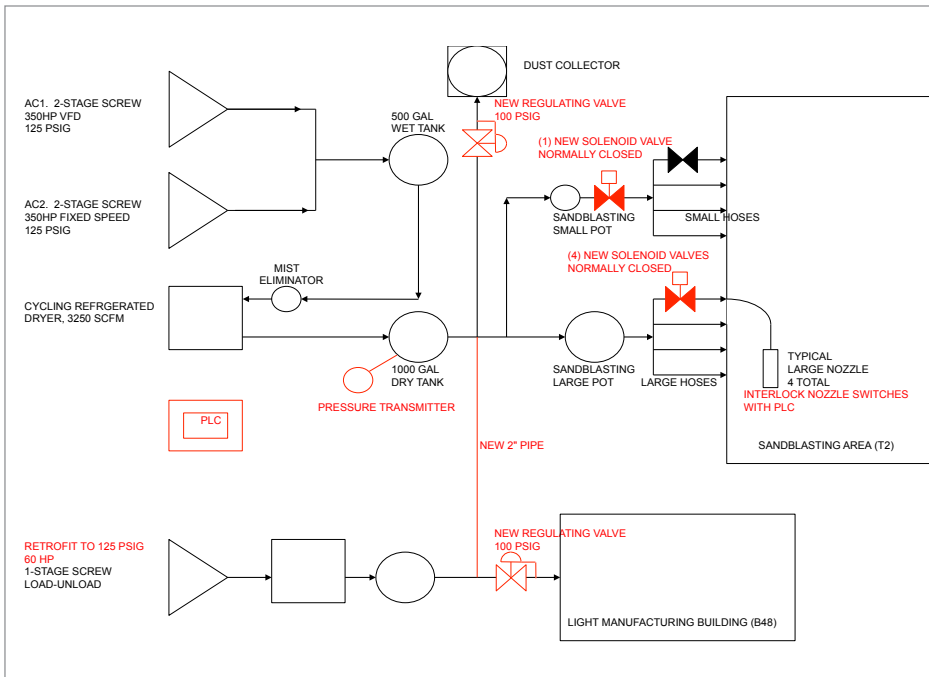 DUST COLLECTOR
AC1. 2-STAGE SCREW
350HP VFD
125 PSIG
500 GAL
WET TANK
NEW REGULATING VALVE
100 PSIG
(1) NEW SOLENOID VALVE
NORMALLY CLOSED
AC2. 2-STAGE SCREW
350HP FIXED SPEED
125 PSIG
SANDBLASTING
SMALL POT
SMALL HOSES
(4) NEW SOLENOID VALVES
NORMALLY CLOSED
MIST
ELIMINATOR
CYCLING REFRGERATED
DRYER, 3250 SCFM
1000 GAL
DRY TANK
SANDBLASTING
LARGE POT
LARGE HOSES
TYPICAL
LARGE NOZZLE
4 TOTAL
INTERLOCK NOZZLE SWITCHES
WITH PLC
PRESSURE TRANSMITTER
PLC
NEW 2" PIPE
SANDBLASTING AREA (T2)
RETROFIT TO 125 PSIG
60 HP
1-STAGE SCREW
LOAD-UNLOAD
NEW REGULATING VALVE
100 PSIG
LIGHT MANUFACTURING BUILDING (B48)